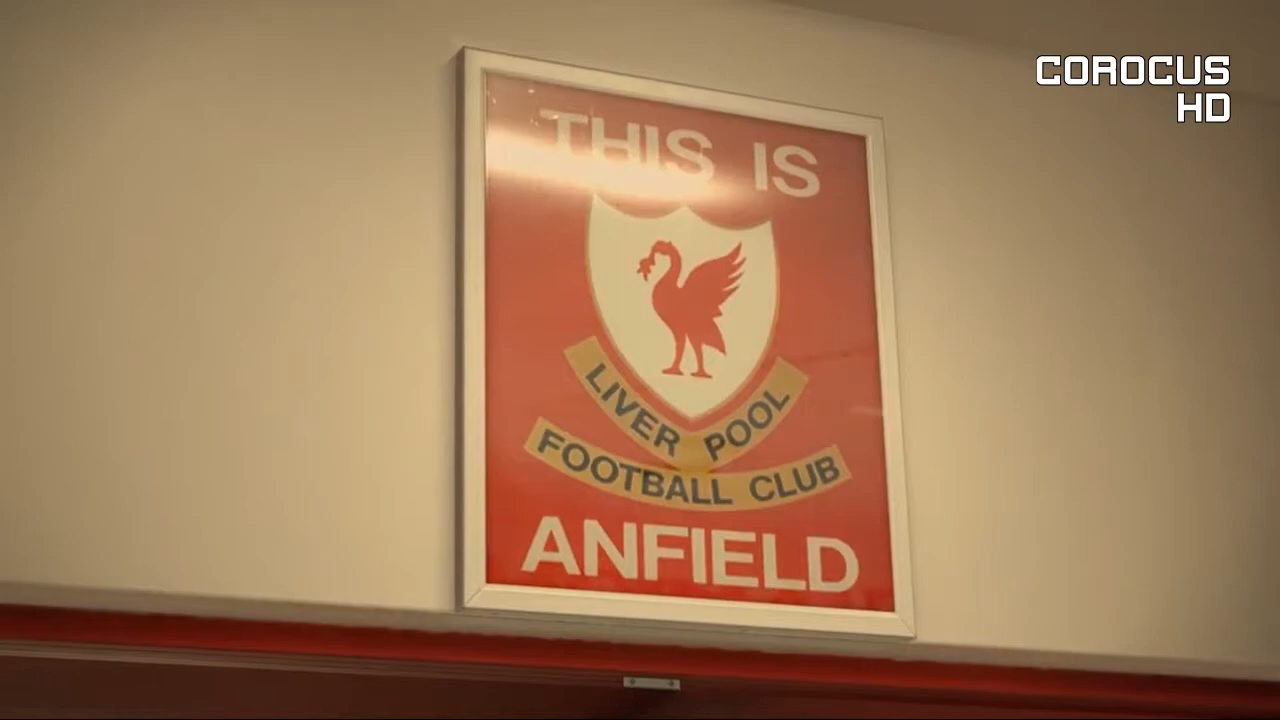 COROCUS
HD
THIS IS
LIVER POOL
FOOTBALL CLUB
ANFIELD